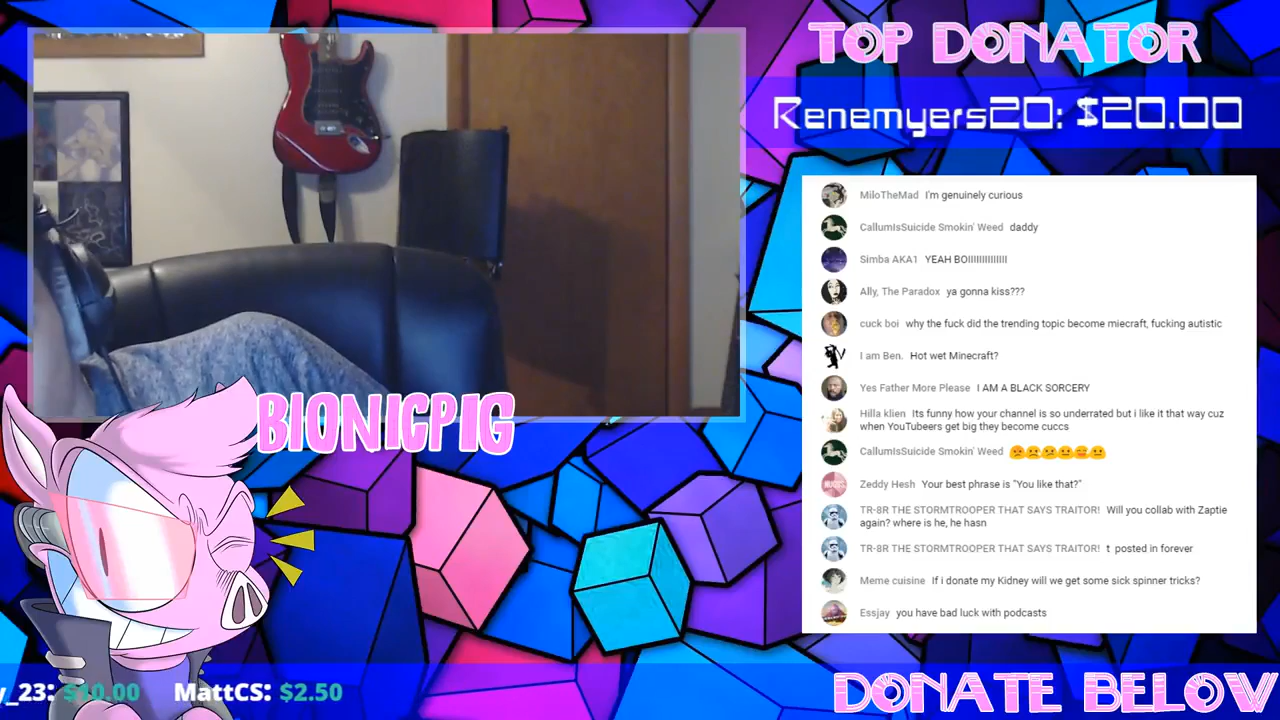 TOP DONATOR
Renemyers20: $20.00
MiloTheMad I'm genuinely curious
CallumIsSuicide Smokin' Weed daddy
Simba AKA1 YEAH BOIIIIIIIIIIIIII
Ally, The Paradox ya gonna kiss???
cuck boi why the fuck did the trending topic become miecraft, fucking autistic
I am Ben. Hot wet Minecraft?
Yes Father More Please I AM A BLACK SORCERY
Hilla klien Its funny how your channel is so underrated but i like it that way cuz
when YouTubeers get big they become cuccs
CallumIsSuicide Smokin' Weed
Zeddy Hesh Your best phrase is "You like that?"
TR-8R THE STORMTROOPER THAT SAYS TRAITOR! Will you collab with Zaptie
again? where is he, he hasn
TR-8R THE STORMTROOPER THAT SAYS TRAITOR! t posted in forever
Meme cuisine If i donate my Kidney will we get some sick spinner tricks?
Essjay you have bad luck with podcasts
BIONICPIG
y_23: $10.00 MattCS: $2.50
DONATE BELOW